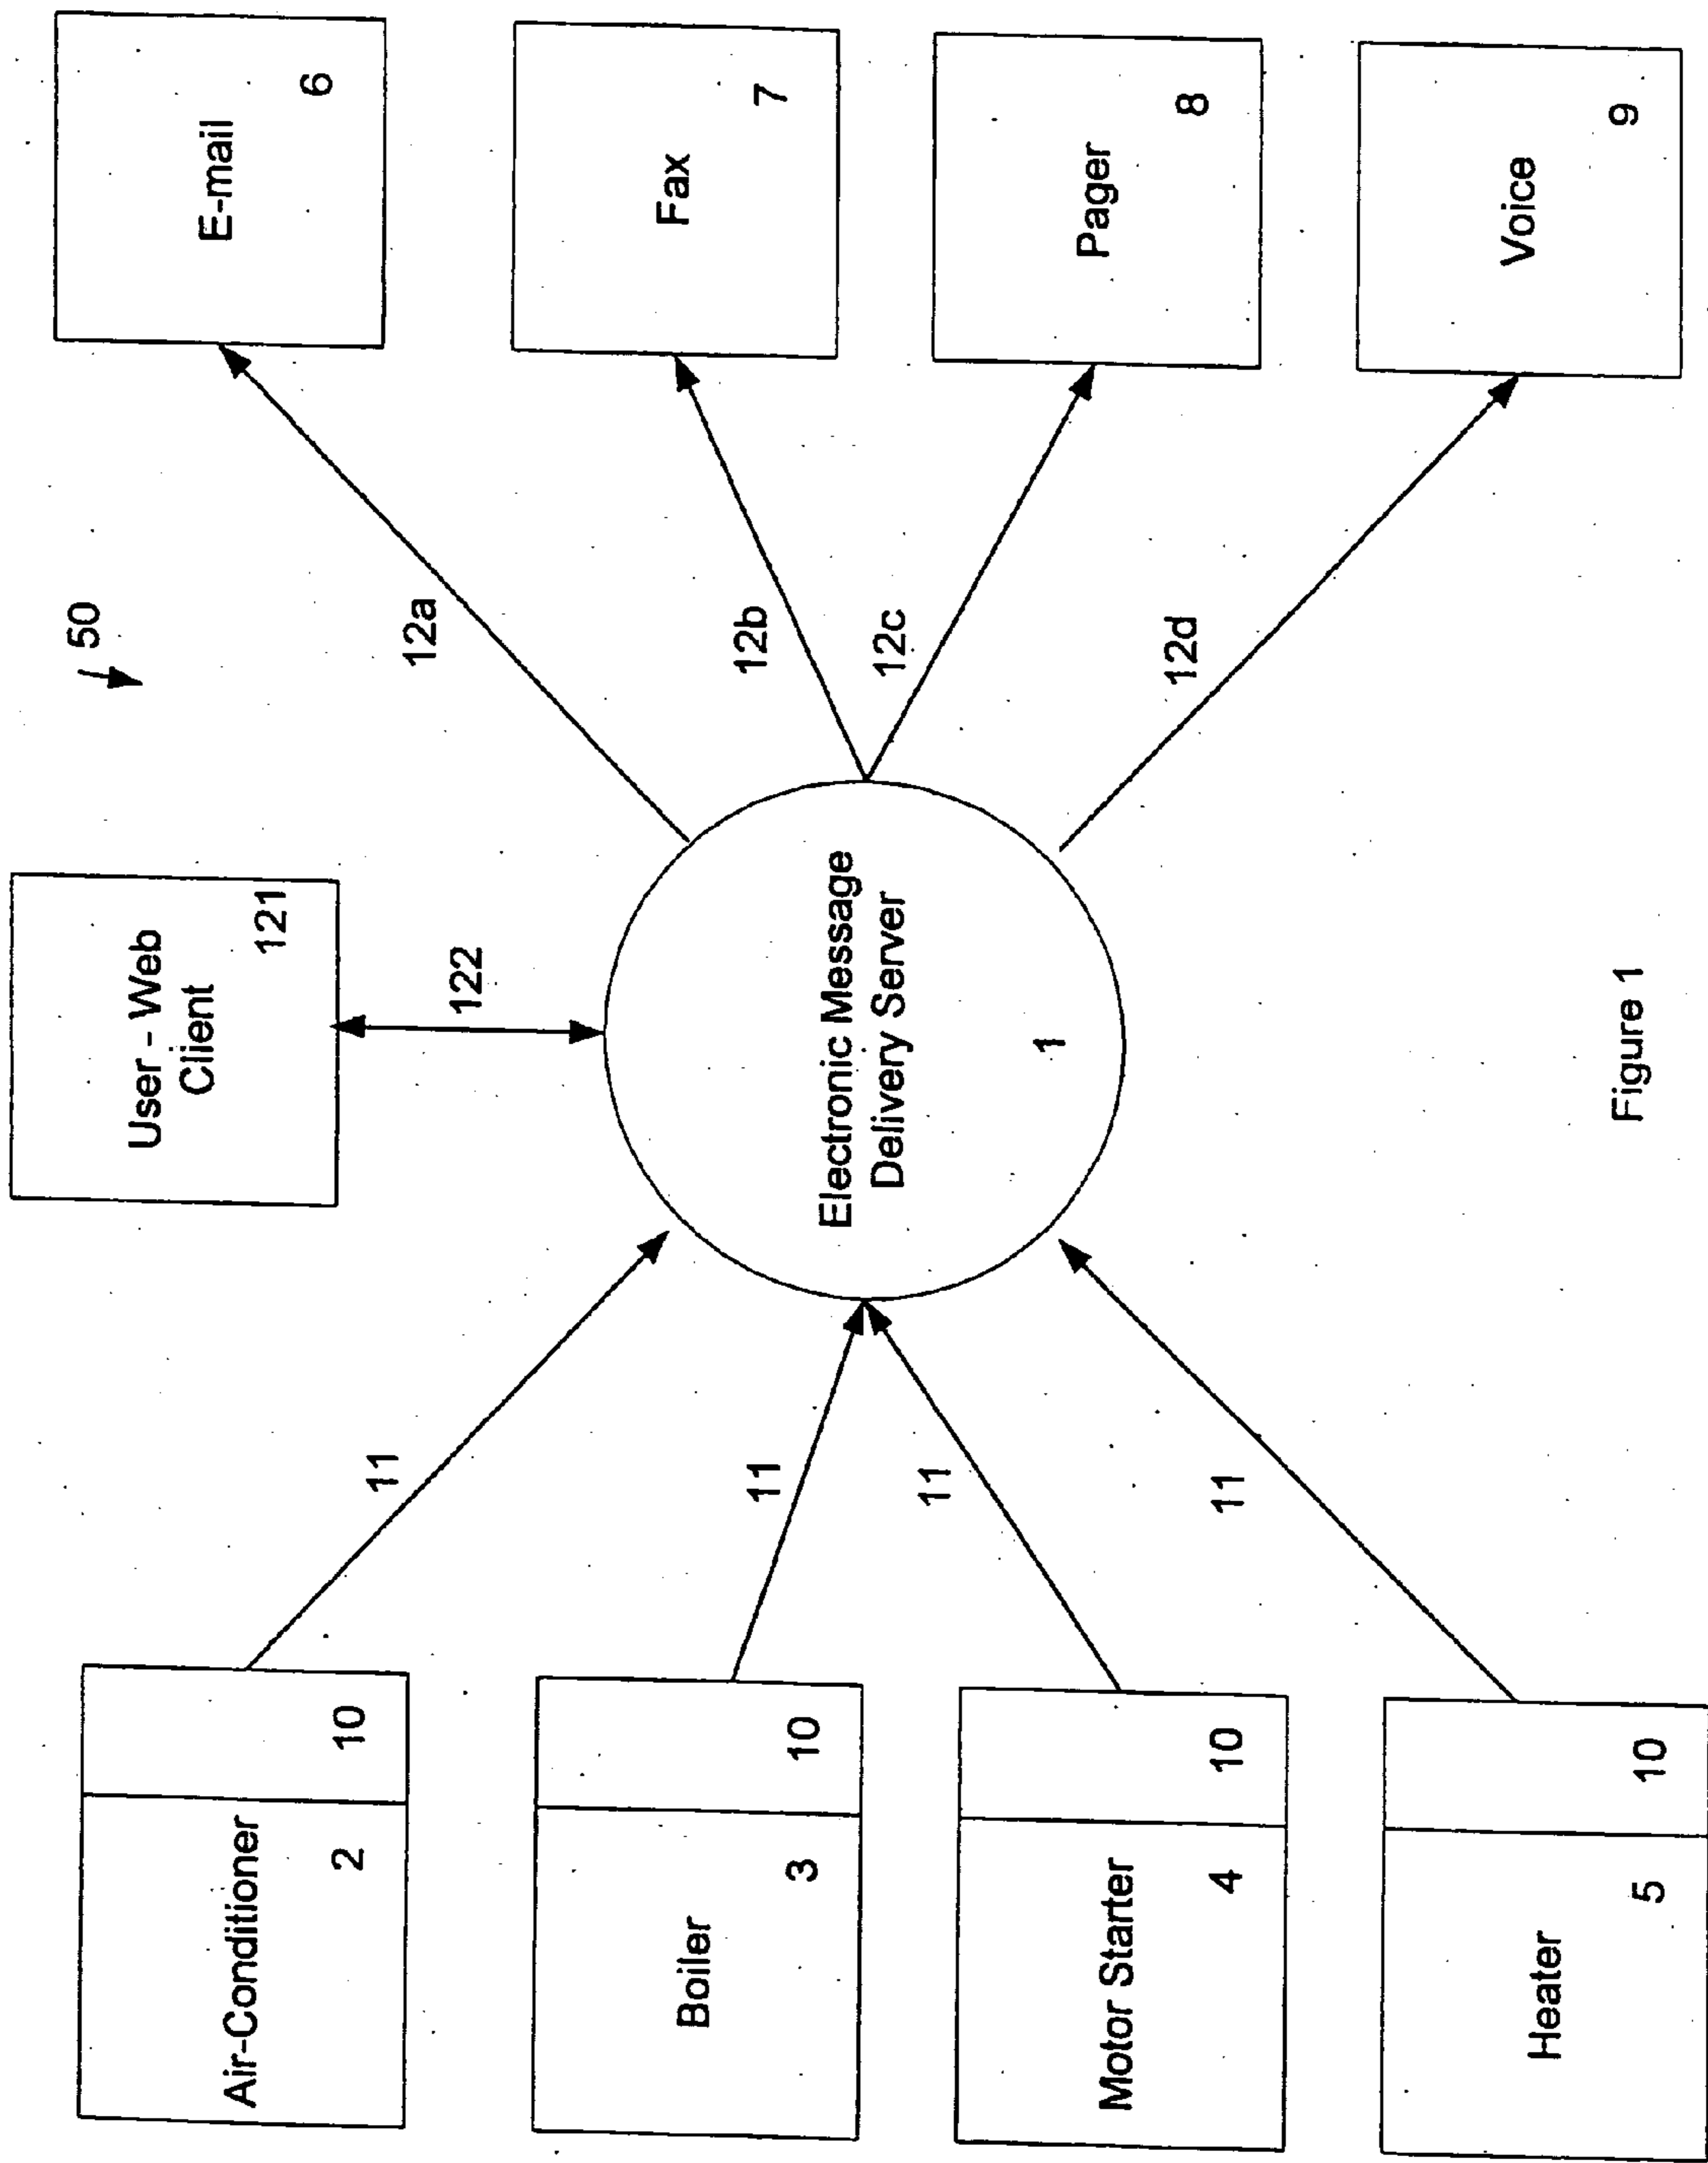 50
User - Web
Client
121
122
Air-Conditioner
2
10
11
Boiler
3
10
11
Motor Starter
4
10
11
Heater
5
10
11
Electronic Message
Delivery Server
1
12a
12b
12c
12d
E-mail
6
Fax
7
Pager
8
Voice
9
Figure 1